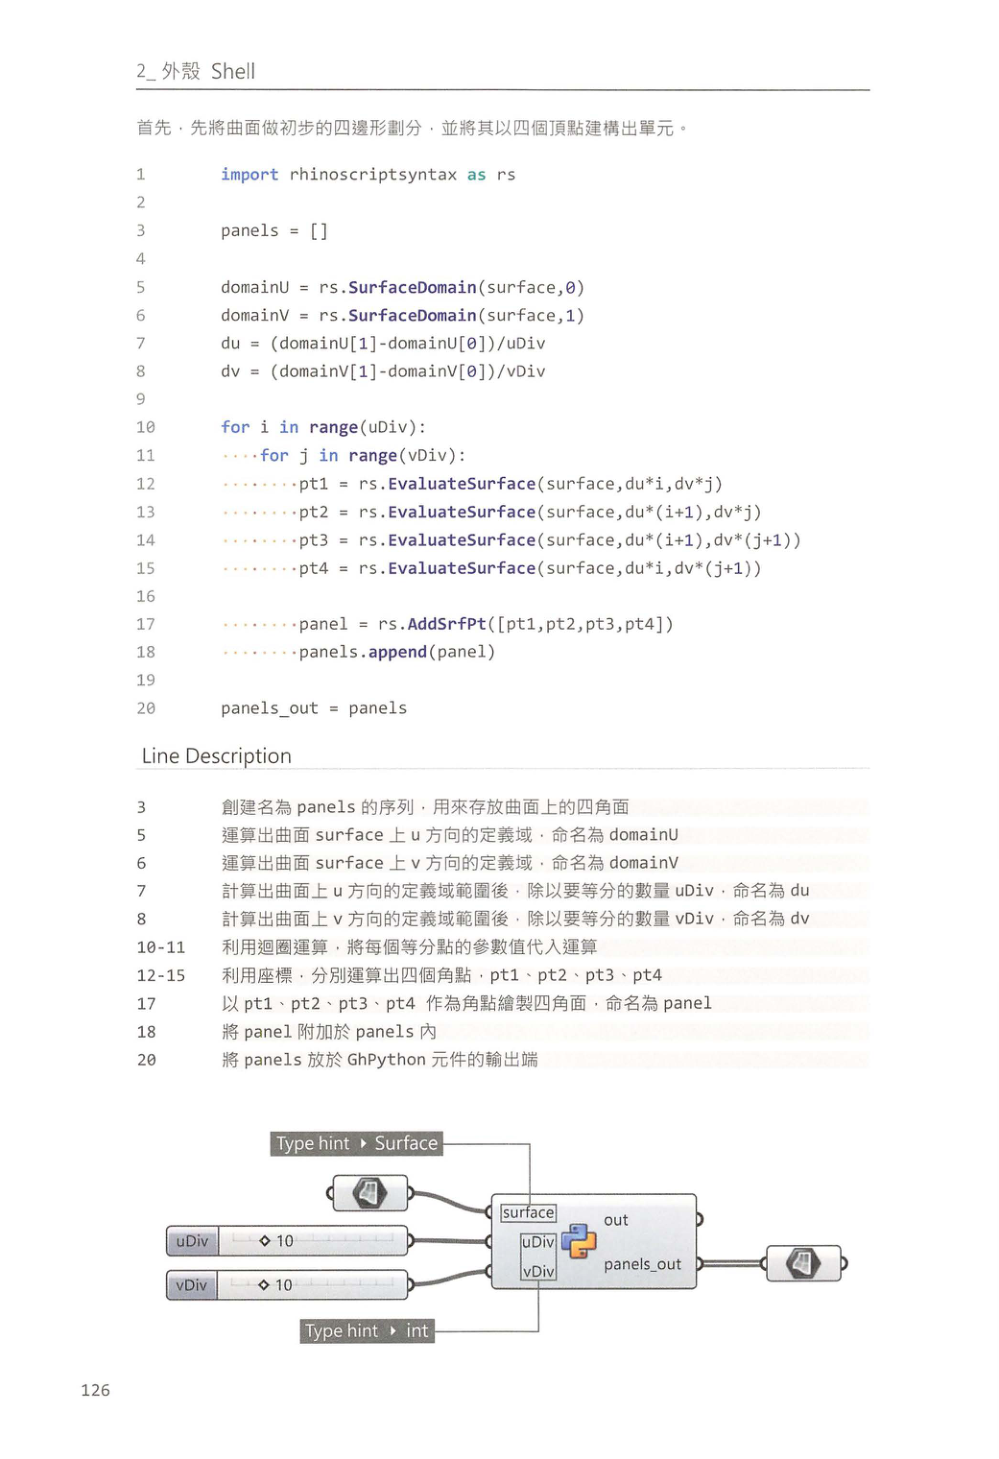 2_ 外殼 Shell
首先，先將曲面做初步的四邊形劃分，並將其以四個頂點建構出單元。
1 import rhinoscriptsyntax as rs
2
3 panels = []
4
5 domainU = rs.SurfaceDomain(surface,0)
6 domainV = rs.SurfaceDomain(surface,1)
7 du = (domainU[1]-domainU[0])/uDiv
8 dv = (domainV[1]-domainV[0])/vDiv
9
10 for i in range(uDiv):
11 ····for j in range(vDiv):
12 ········pt1 = rs.EvaluateSurface(surface,du*i,dv*j)
13 ········pt2 = rs.EvaluateSurface(surface,du*(i+1),dv*j)
14 ········pt3 = rs.EvaluateSurface(surface,du*(i+1),dv*(j+1))
15 ········pt4 = rs.EvaluateSurface(surface,du*i,dv*(j+1))
16
17 ········panel = rs.AddSrfPt([pt1,pt2,pt3,pt4])
18 ········panels.append(panel)
19
20 panels_out = panels
Line Description
3 創建名為 panels 的序列，用來存放曲面上的四角面
5 運算出曲面 surface 上 u 方向的定義域，命名為 domainU
6 運算出曲面 surface 上 v 方向的定義域，命名為 domainV
7 計算出曲面上 u 方向的定義域範圍後，除以要等分的數量 uDiv，命名為 du
8 計算出曲面上 v 方向的定義域範圍後，除以要等分的數量 vDiv，命名為 dv
10-11 利用迴圈運算，將每個等分點的參數值代入運算
12-15 利用座標，分別運算出四個角點，pt1、pt2、pt3、pt4
17 以 pt1、pt2、pt3、pt4 作為角點繪製四角面，命名為 panel
18 將 panel 附加於 panels 內
20 將 panels 放於 GhPython 元件的輸出端
Type hint ▸ Surface
surface
out
uDiv 10
uDiv
vDiv
panels_out
vDiv 10
Type hint ▸ int
126